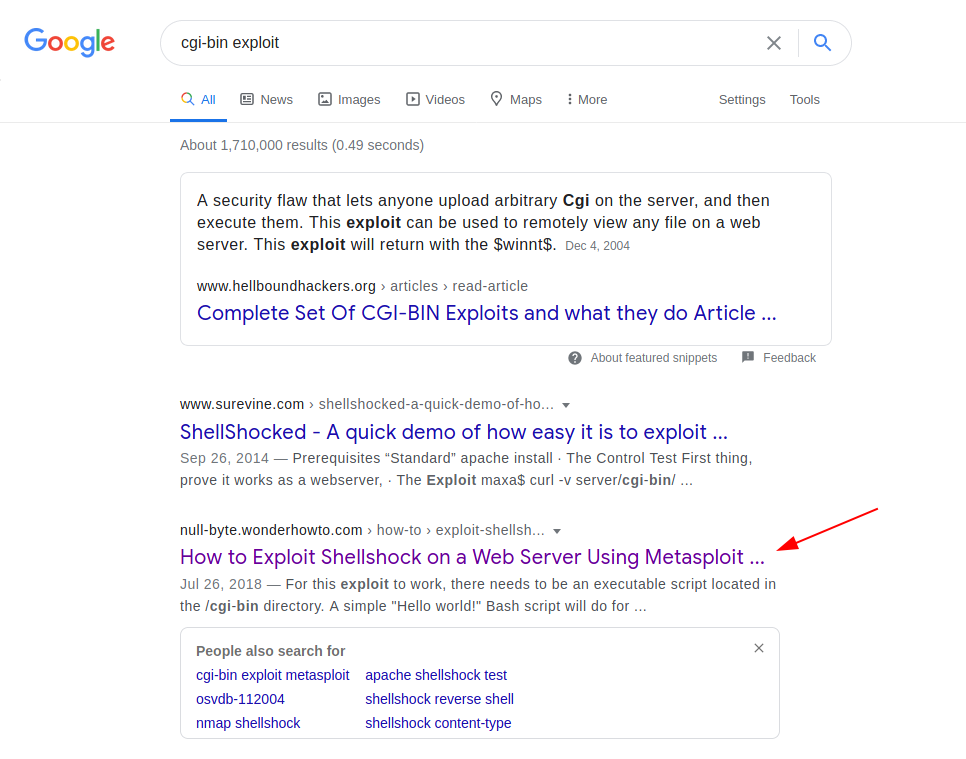 Google
cgi-bin exploit
All News Images Videos Maps More Settings Tools
About 1,710,000 results (0.49 seconds)
A security flaw that lets anyone upload arbitrary Cgi on the server, and then
execute them. This exploit can be used to remotely view any file on a web
server. This exploit will return with the $winnt$. Dec 4, 2004
www.hellboundhackers.org › articles › read-article
Complete Set Of CGI-BIN Exploits and what they do Article ...
About featured snippets Feedback
www.surevine.com › shellshocked-a-quick-demo-of-ho...
ShellShocked - A quick demo of how easy it is to exploit ...
Sep 26, 2014 — Prerequisites “Standard” apache install · The Control Test First thing,
prove it works as a webserver, · The Exploit maxa$ curl -v server/cgi-bin/ ...
null-byte.wonderhowto.com › how-to › exploit-shellsh...
How to Exploit Shellshock on a Web Server Using Metasploit ...
Jul 26, 2018 — For this exploit to work, there needs to be an executable script located in
the /cgi-bin directory. A simple "Hello world!" Bash script will do for ...
People also search for
cgi-bin exploit metasploit apache shellshock test
osvdb-112004 shellshock reverse shell
nmap shellshock shellshock content-type